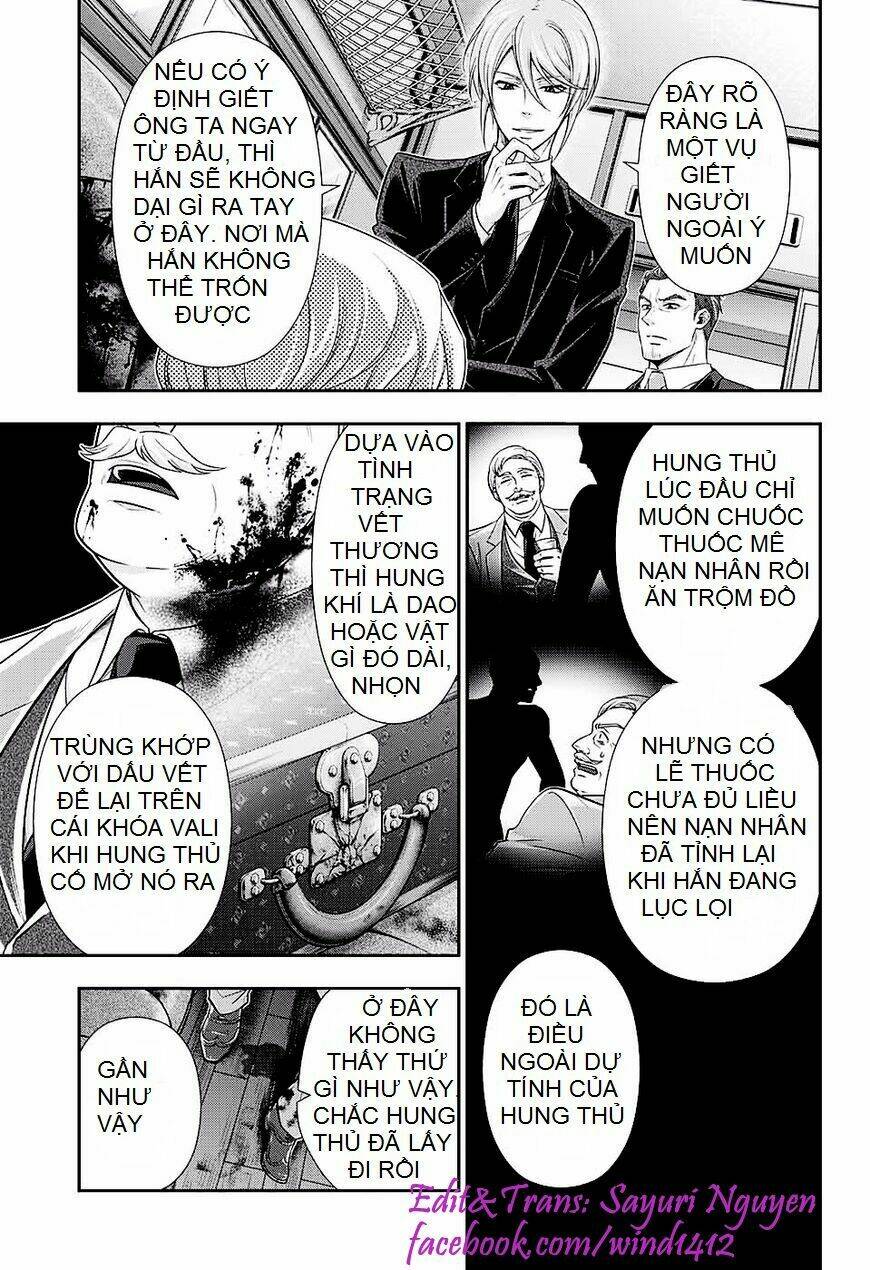 ĐÂY RÕ
RÀNG LÀ
MỘT VỤ
GIẾT
NGƯỜI
NGOÀI Ý
MUỐN
NẾU CÓ Ý
ĐỊNH GIẾT
ÔNG TA NGAY
TỪ ĐẦU, THÌ
HẮN SẼ KHÔNG
DẠI GÌ RA TAY
Ở ĐÂY. NƠI MÀ
HẮN KHÔNG
THỂ TRỐN
ĐƯỢC
HUNG THỦ
LÚC ĐẦU CHỈ
MUỐN CHUỐC
THUỐC MÊ
NẠN NHÂN RỒI
ĂN TRỘM ĐỒ
NHƯNG CÓ
LẼ THUỐC
CHƯA ĐỦ LIỀU
NÊN NẠN NHÂN
ĐÃ TỈNH LẠI
KHI HẮN ĐANG
LỤC LỌI
ĐÓ LÀ
ĐIỀU
NGOÀI DỰ
TÍNH CỦA
HUNG THỦ
DỰA VÀO
TÌNH
TRẠNG
VẾT
THƯƠNG
THÌ HUNG
KHÍ LÀ DAO
HOẶC VẬT
GÌ ĐÓ DÀI,
NHỌN
TRÙNG KHỚP
VỚI DẤU VẾT
ĐỂ LẠI TRÊN
CÁI KHÓA VALI
KHI HUNG THỦ
CỐ MỞ NÓ RA
Ở ĐÂY
KHÔNG
THẤY THỨ
GÌ NHƯ VẬY
CHẮC HUNG
THỦ ĐÃ LẤY
ĐI RỒI
GẦN
NHƯ
VẬY
Edit& Trans: Sayuri Nguyen
facebook.com/wind1412